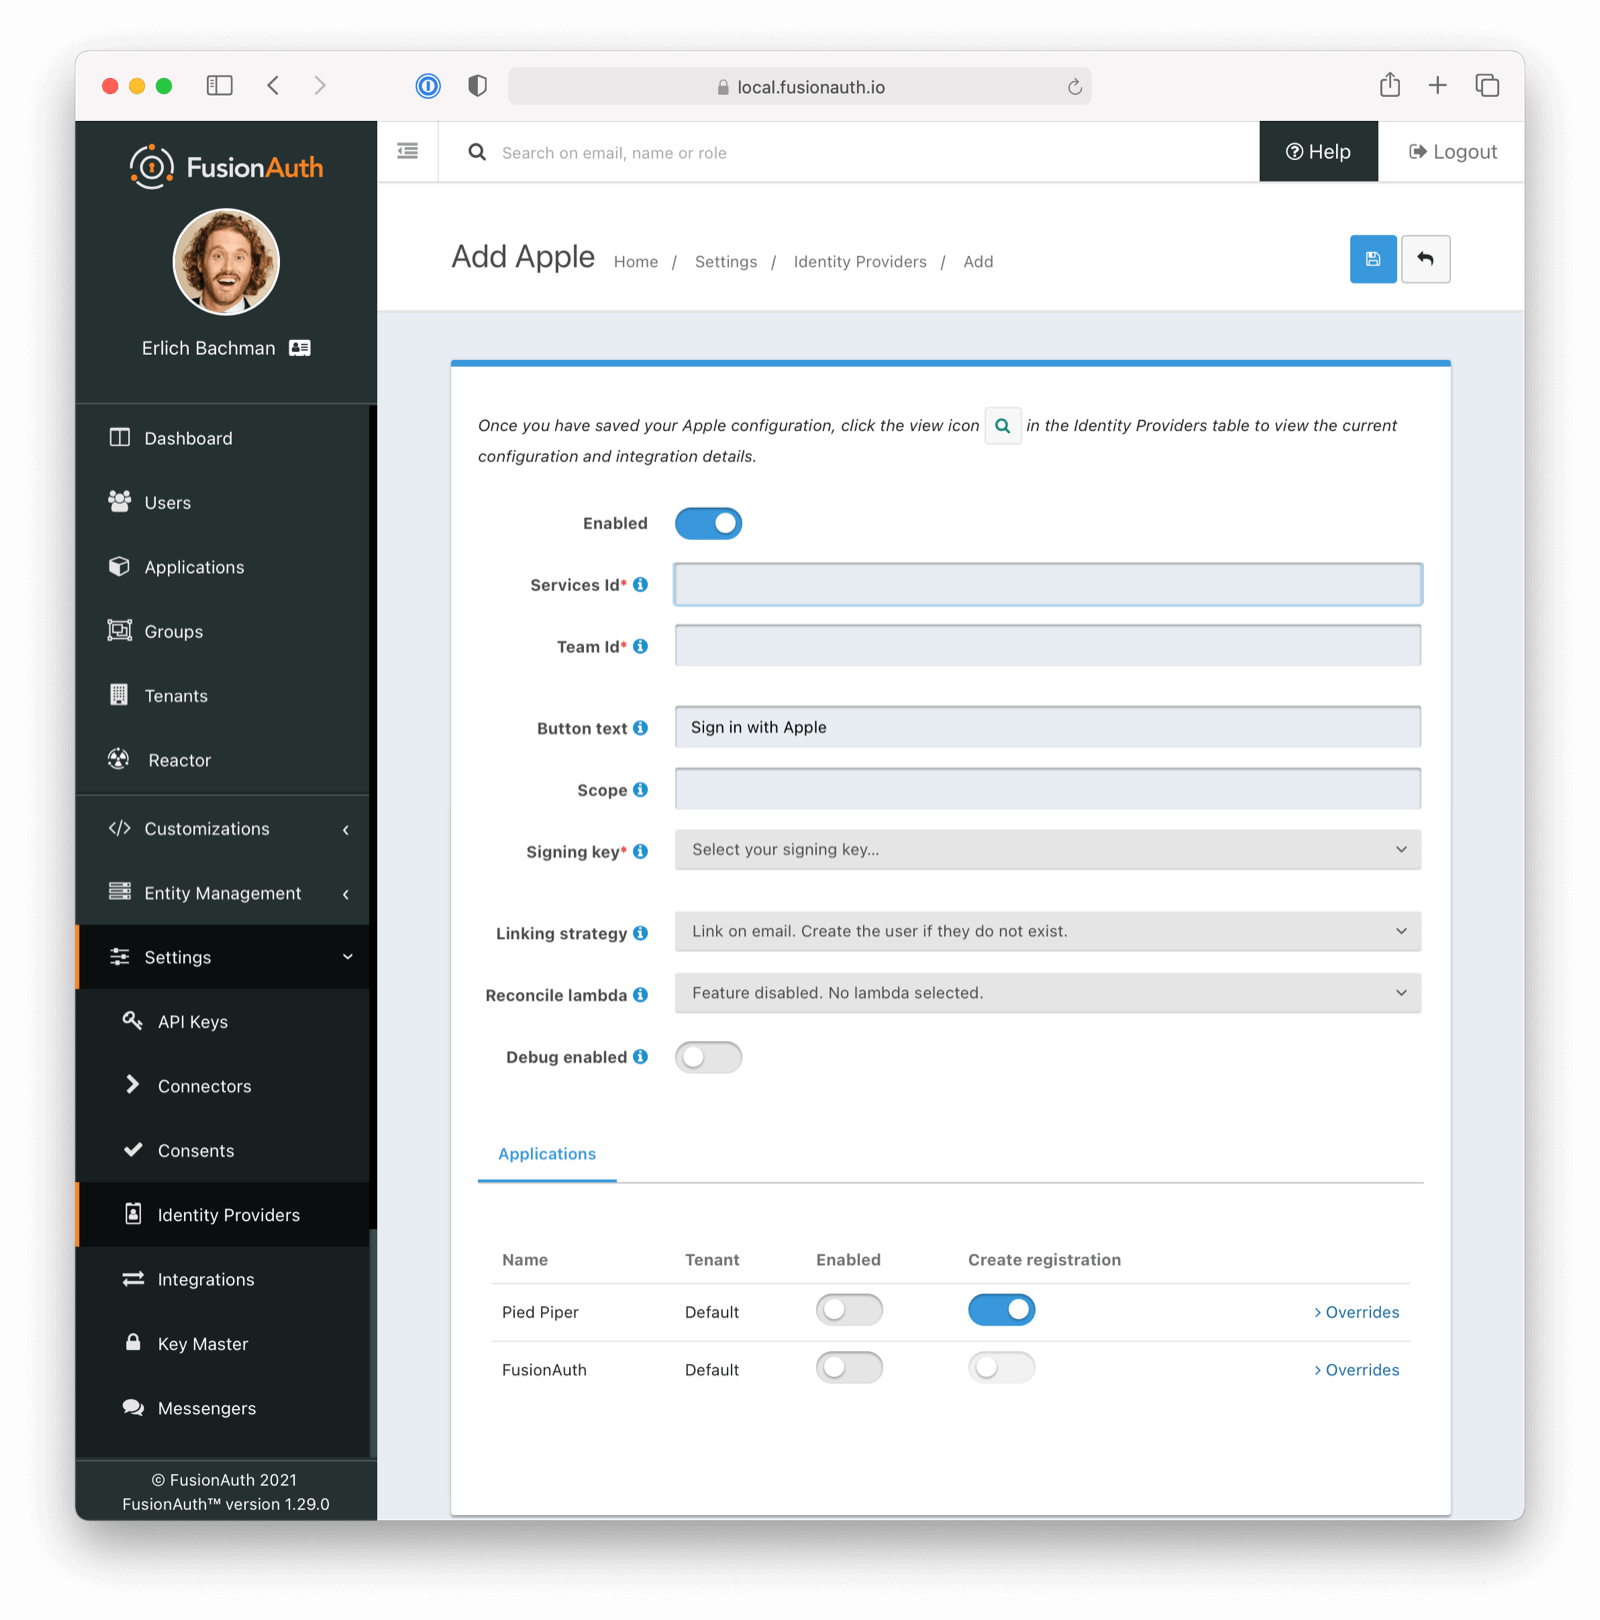 local.fusionauth.io
FusionAuth
Search on email, name or role
Help
Logout
Erlich Bachman
Dashboard
Users
Applications
Groups
Tenants
Reactor
Customizations
Entity Management
Settings
API Keys
Connectors
Consents
Identity Providers
Integrations
Key Master
Messengers
© FusionAuth 2021
FusionAuth™ version 1.29.0
Add Apple
Home / Settings / Identity Providers / Add
Once you have saved your Apple configuration, click the view icon in the Identity Providers table to view the current
configuration and integration details.
Enabled
Services Id*
Team Id*
Button text Sign in with Apple
Scope
Signing key* Select your signing key...
Linking strategy Link on email. Create the user if they do not exist.
Reconcile lambda Feature disabled. No lambda selected.
Debug enabled
Applications
Name Tenant Enabled Create registration
Pied Piper Default > Overrides
FusionAuth Default > Overrides